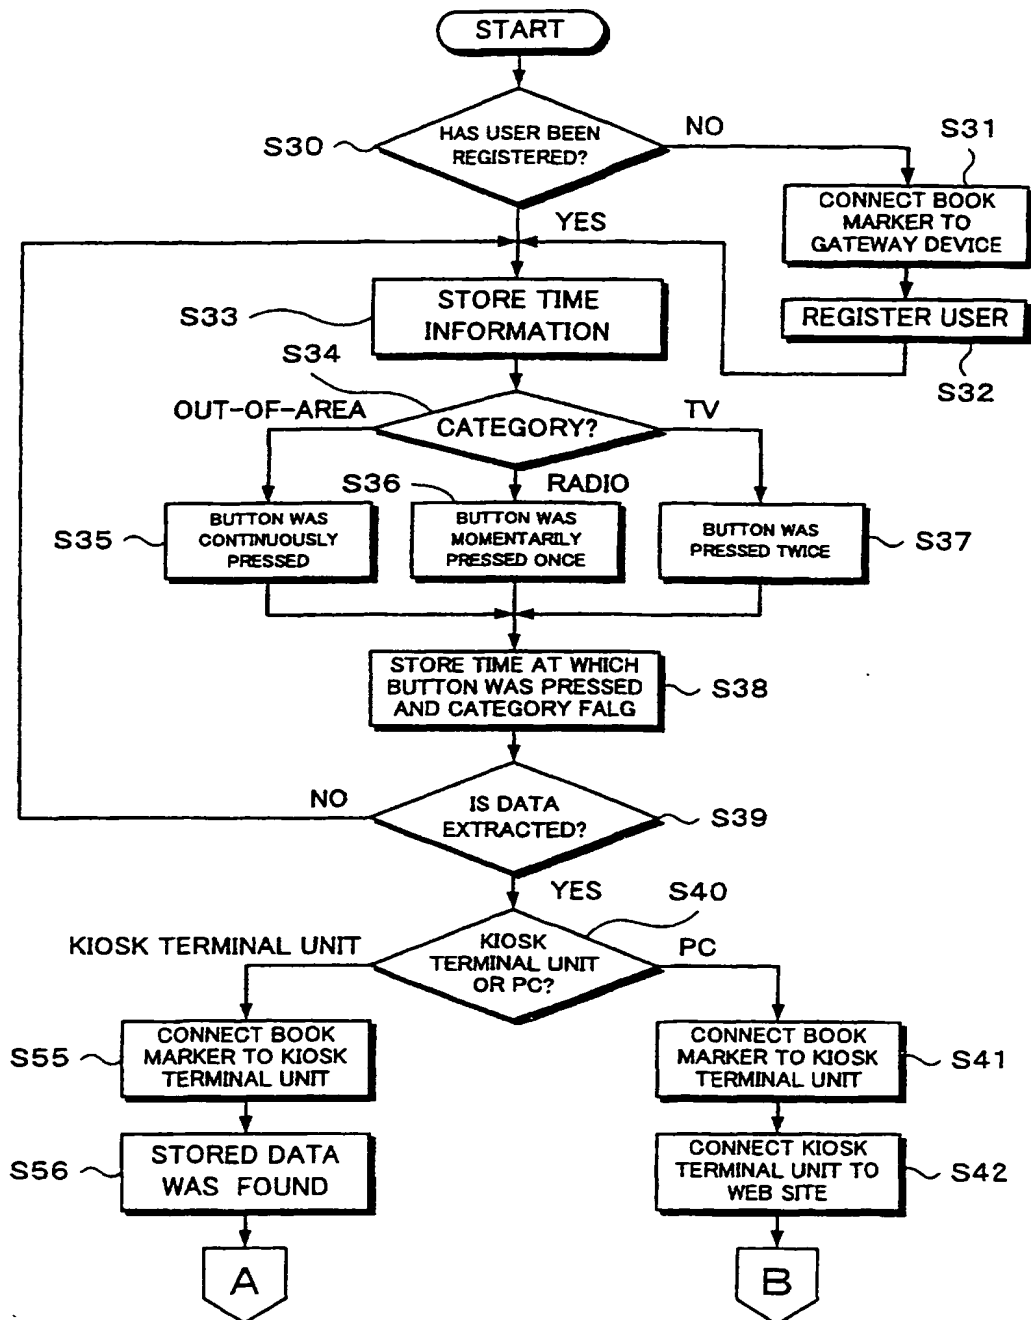 START
S30
HAS USER BEEN
REGISTERED?
NO
S31
CONNECT BOOK
MARKER TO
GATEWAY DEVICE
YES
REGISTER USER
S32
S33
STORE TIME
INFORMATION
S34
OUT-OF-AREA
CATEGORY?
TV
RADIO
S35
BUTTON WAS
CONTINUOUSLY
PRESSED
S36
BUTTON WAS
MOMENTARILY
PRESSED ONCE
BUTTON WAS
PRESSED TWICE
S37
STORE TIME AT WHICH
BUTTON WAS PRESSED
AND CATEGORY FALG
S38
NO
IS DATA
EXTRACTED?
S39
YES
S40
KIOSK TERMINAL UNIT
KIOSK
TERMINAL UNIT
OR PC?
PC
S55
CONNECT BOOK
MARKER TO KIOSK
TERMINAL UNIT
CONNECT BOOK
MARKER TO KIOSK
TERMINAL UNIT
S41
S56
STORED DATA
WAS FOUND
CONNECT KIOSK
TERMINAL UNIT TO
WEB SITE
S42
A
B